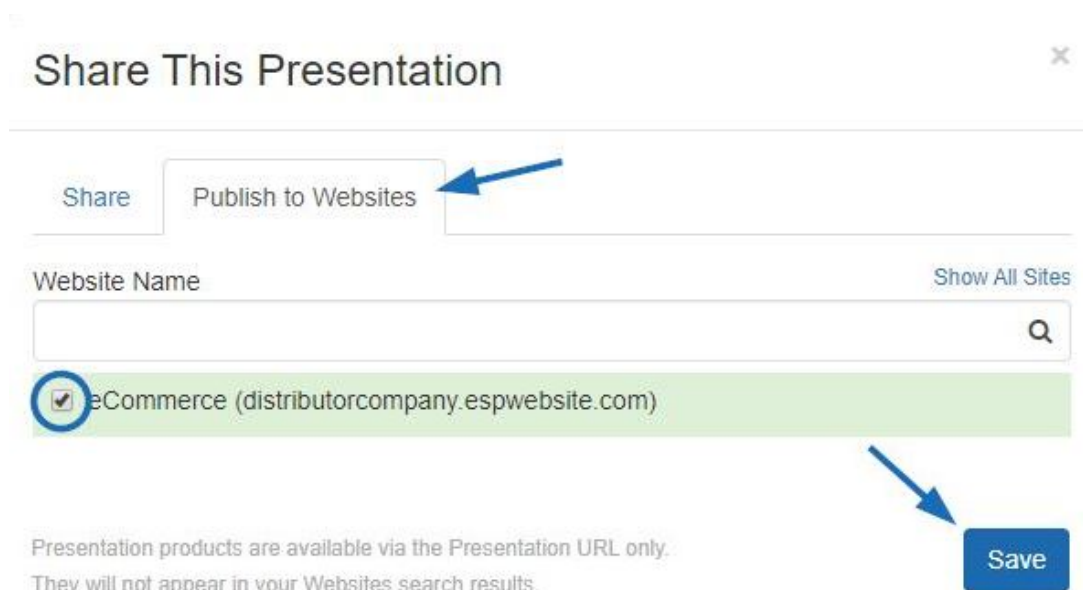 Share This Presentation
×
Share
Publish to Websites
Website Name
Show All Sites
eCommerce (distributorcompany.espwebsite.com)
Presentation products are available via the Presentation URL only.
They will not appear in your Websites search results.
Save